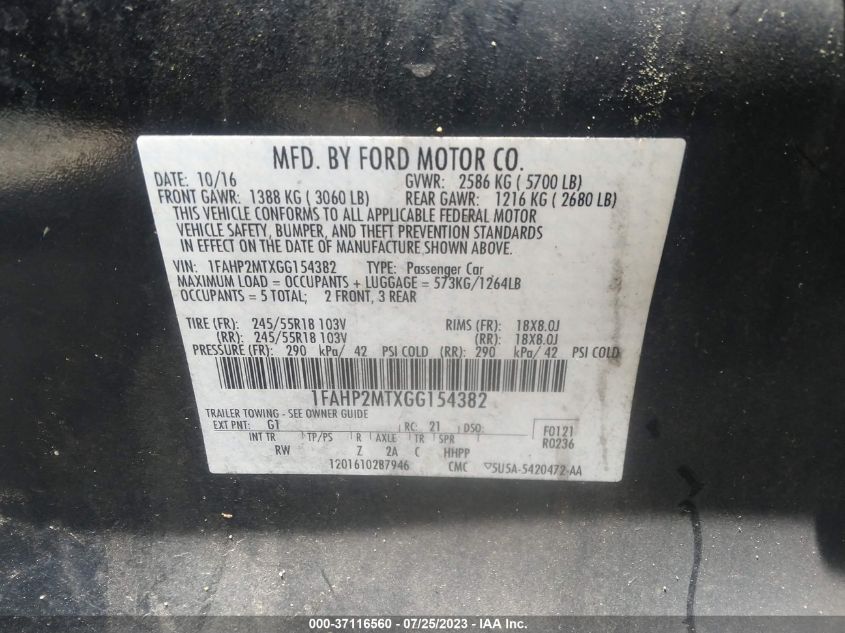 MFD. BY FORD MOTOR CO.
DATE: 10/16 GVWR: 2586 KG ( 5700 LB)
FRONT GAWR: 1388 KG ( 3060 LB) REAR GAWR: 1216 KG ( 2680 LB)
THIS VEHICLE CONFORMS TO ALL APPLICABLE FEDERAL MOTOR
VEHICLE SAFETY, BUMPER, AND THEFT PREVENTION STANDARDS
IN EFFECT ON THE DATE OF MANUFACTURE SHOWN ABOVE.
VIN: 1FAHP2MTXGG154382 TYPE: Passenger Car
MAXIMUM LOAD = OCCUPANTS + LUGGAGE = 573KG/1264LB
OCCUPANTS = 5 TOTAL; 2 FRONT, 3 REAR
TIRE (FR): 245/55R18 103V RIMS (FR): 18X8.0J
(RR): 245/55R18 103V (RR): 18X8.0J
PRESSURE (FR): 290 kPa/ 42 PSI COLD (RR): 290 kPa/ 42 PSI COLD
1FAHP2MTXGG154382
TRAILER TOWING - SEE OWNER GUIDE
EXT PNT: G1 RC: 21 DSO: F0121
INT TR TP/PS R AXLE TR SPR R0236
RW Z 2A C HHPP
1201610287946 CMC ▽5U5A-5420472-AA
000-37116560 - 07/25/2023 - IAA Inc.